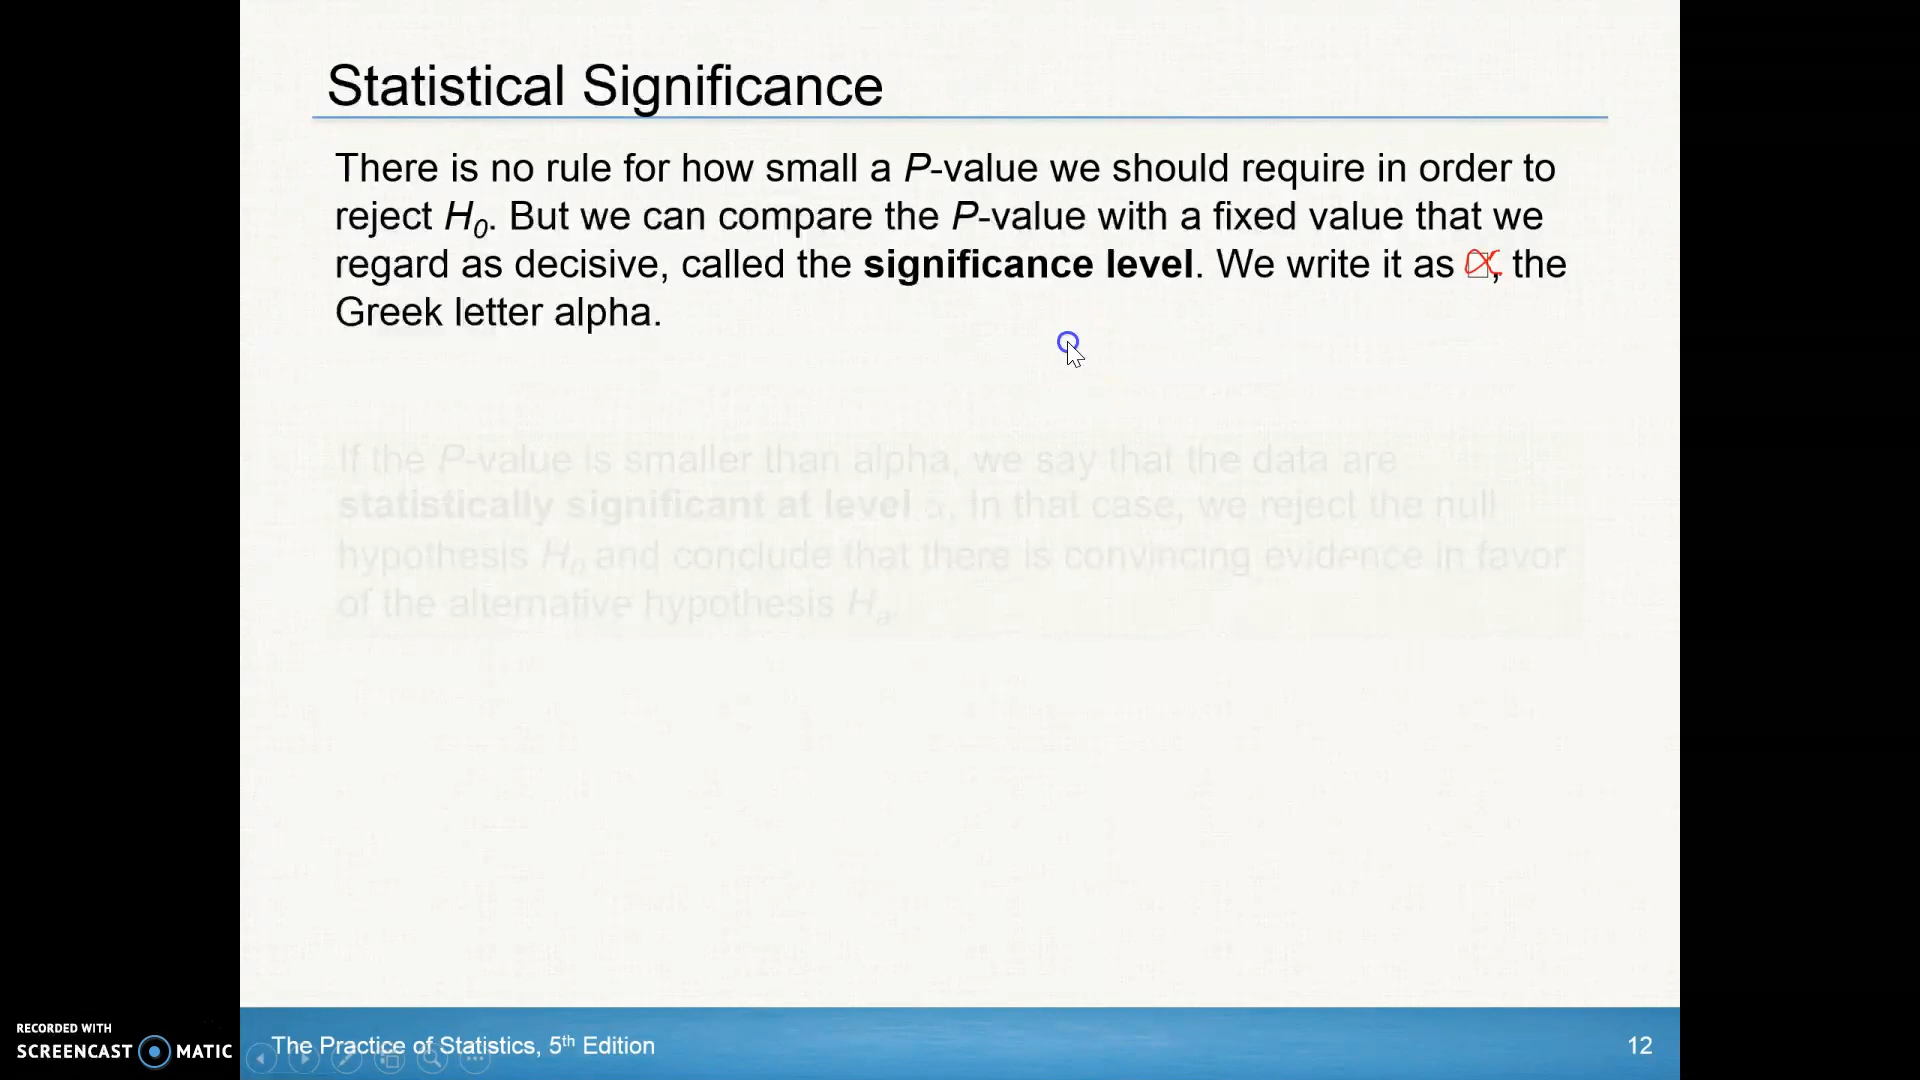 Statistical Significance
There is no rule for how small a P-value we should require in order to
reject H0. But we can compare the P-value with a fixed value that we
regard as decisive, called the significance level. We write it as α, the
Greek letter alpha.
If the P-value is smaller than alpha, we say that the data are
statistically significant at level α. In that case, we reject the null
hypothesis H0 and conclude that there is convincing evidence in favor
of the alternative hypothesis Ha.
The Practice of Statistics, 5th Edition
12
RECORDED WITH
SCREENCAST MATIC